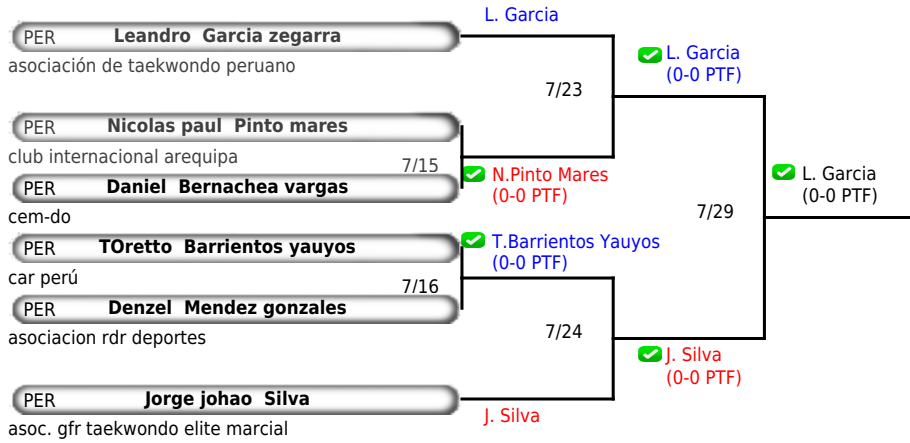 L. Garcia
PER Leandro Garcia zegarra
asociación de taekwondo peruano
L. Garcia
(0-0 PTF)
7/23
PER Nicolas paul Pinto mares
club internacional arequipa
7/15
N.Pinto Mares
(0-0 PTF)
PER Daniel Bernachea vargas
cem-do
L. Garcia
(0-0 PTF)
7/29
PER TOretto Barrientos yauyos
car perú
T.Barrientos Yauyos
(0-0 PTF)
7/16
PER Denzel Mendez gonzales
asociacion rdr deportes
7/24
J. Silva
(0-0 PTF)
PER Jorge johao Silva
asoc. gfr taekwondo elite marcial
J. Silva